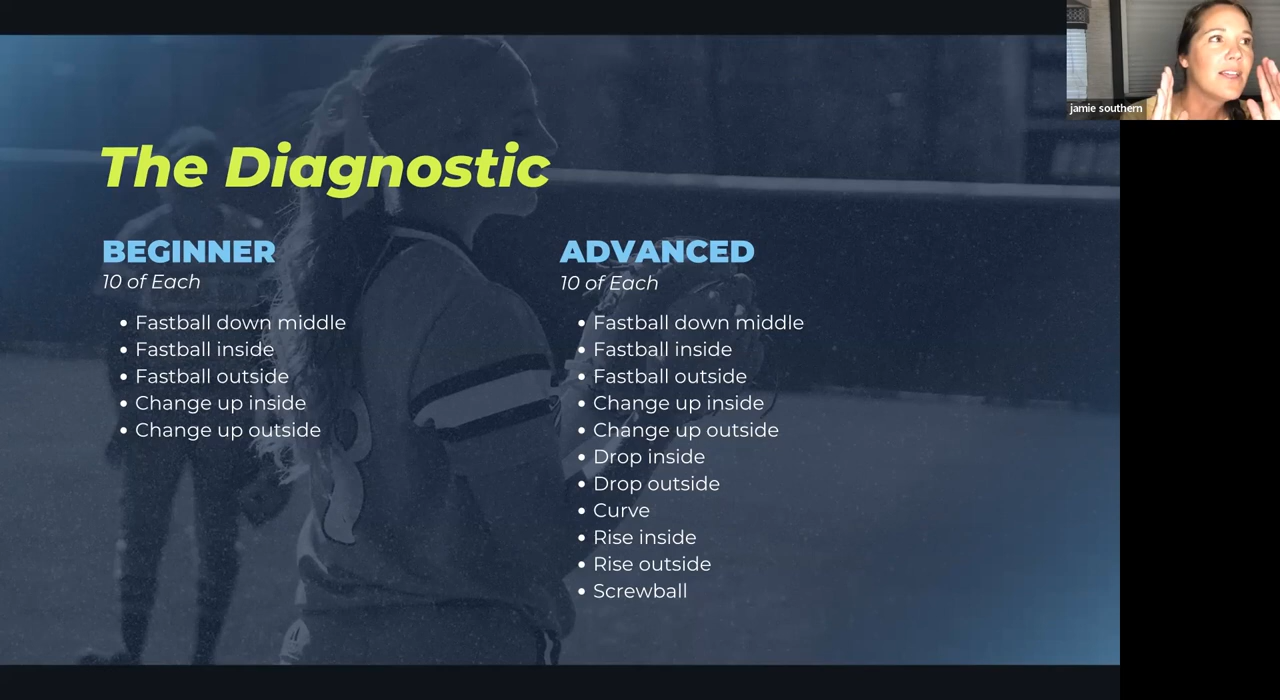 jamie southern
The Diagnostic
BEGINNER
10 of Each
• Fastball down middle
• Fastball inside
• Fastball outside
• Change up inside
• Change up outside
ADVANCED
10 of Each
• Fastball down middle
• Fastball inside
• Fastball outside
• Change up inside
• Change up outside
• Drop inside
• Drop outside
• Curve
• Rise inside
• Rise outside
• Screwball